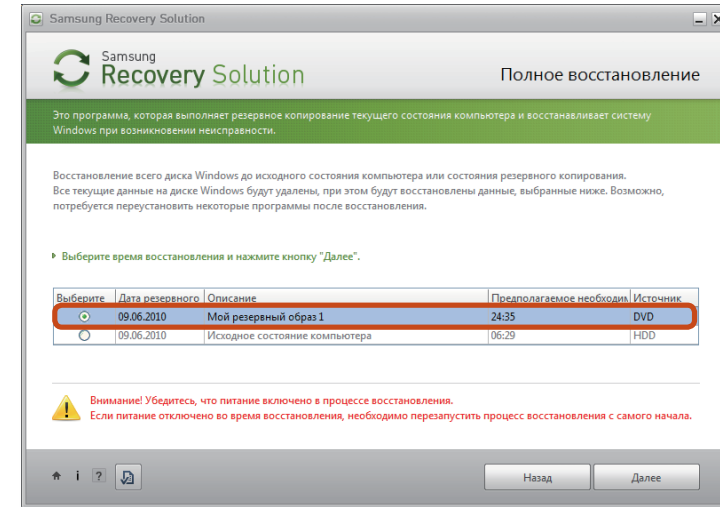 Samsung Recovery Solution
Samsung
Recovery Solution
Полное восстановление
Это программа, которая выполняет резервное копирование текущего состояния компьютера и восстанавливает систему
Windows при возникновении неисправности.
Восстановление всего диска Windows до исходного состояния компьютера или состояния резервного копирования.
Все текущие данные на диске Windows будут удалены, при этом будут восстановлены данные, выбранные ниже. Возможно,
потребуется переустановить некоторые программы после восстановления.
Выберите время восстановления и нажмите кнопку "Далее".
Выберите Дата резервного Описание Предполагаемое необходим Источник
09.06.2010 Мой резервный образ 1 24:35 DVD
09.06.2010 Исходное состояние компьютера 06:29 HDD
Внимание! Убедитесь, что питание включено в процессе восстановления.
Если питание отключено во время восстановления, необходимо перезапустить процесс восстановления с самого начала.
i ? Назад Далее